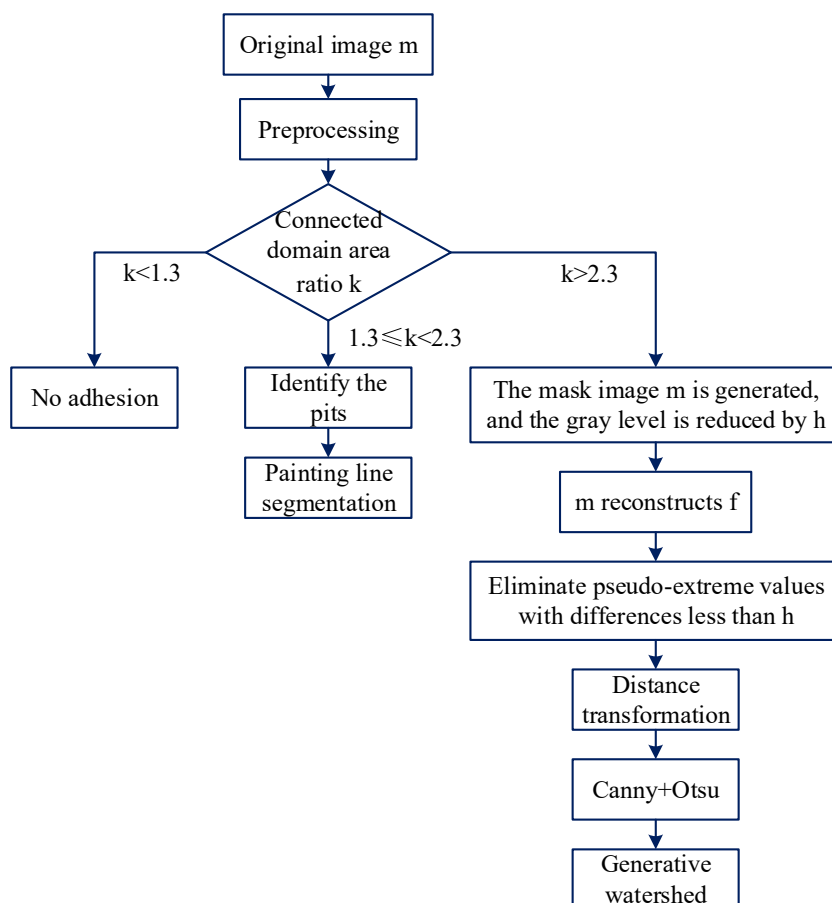 Original image m
Preprocessing
Connected
domain area
ratio k
k<1.3
k>2.3
1.3≤k<2.3
No adhesion
Identify the
pits
The mask image m is generated,
and the gray level is reduced by h
Painting line
segmentation
m reconstructs f
Eliminate pseudo-extreme values
with differences less than h
Distance
transformation
Canny+Otsu
Generative
watershed